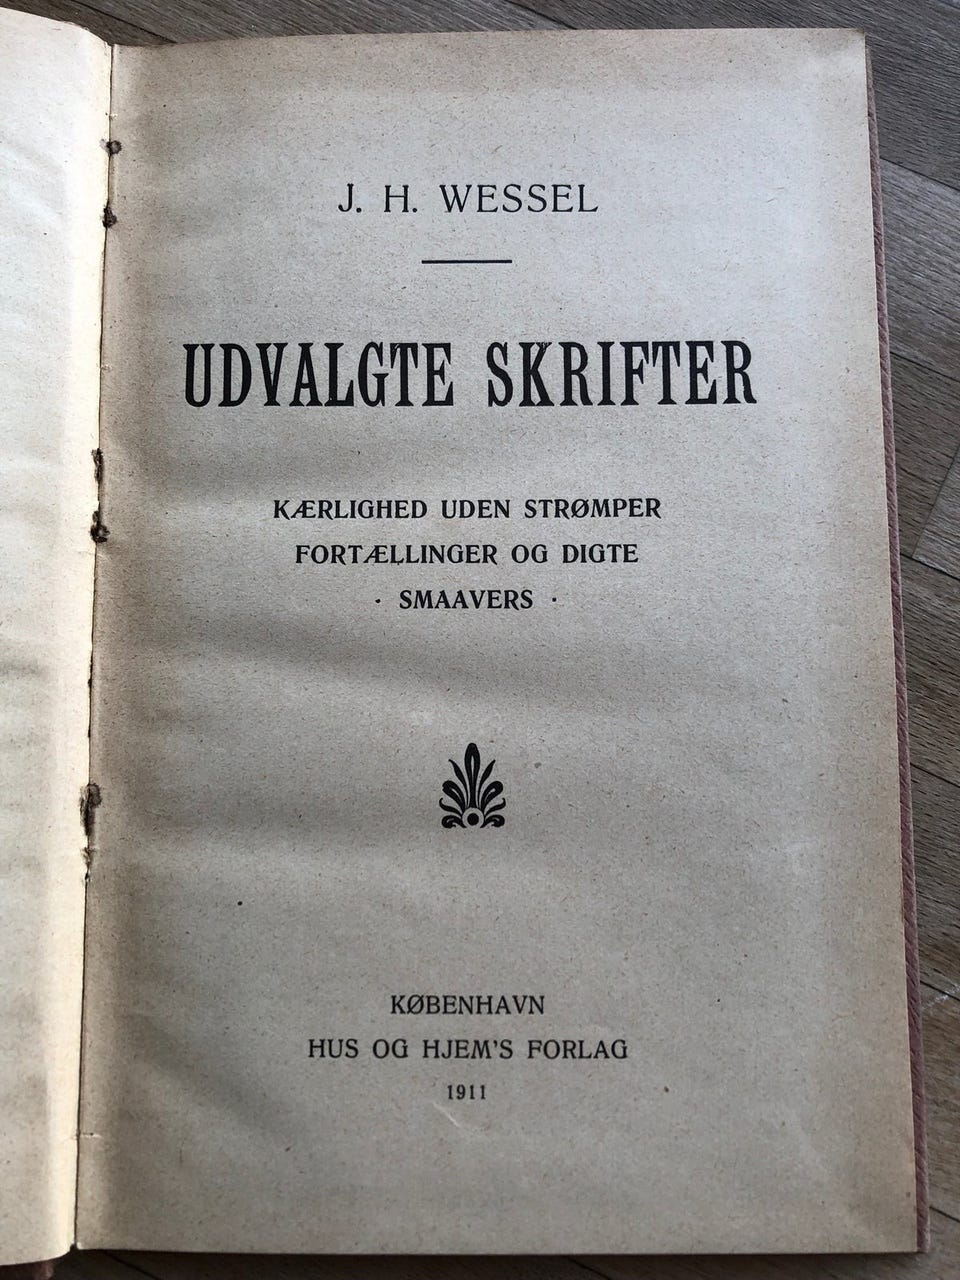 J. H. WESSEL
UDVALGTE SKRIFTER
KÆRLIGHED UDEN STRØMPER
FORTÆLLINGER OG DIGTE
· SMAAVERS ·
KØBENHAVN
HUS OG HJEM'S FORLAG
1911